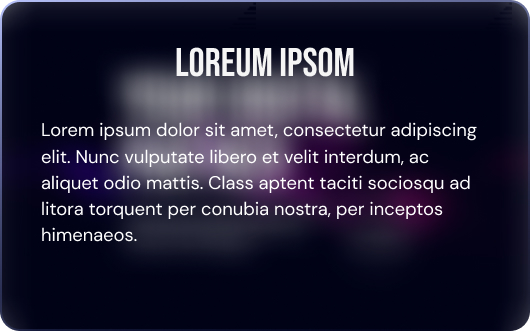 LOREUM IPSOM
Lorem ipsum dolor sit amet, consectetur adipiscing
elit. Nunc vulputate libero et velit interdum, ac
aliquet odio mattis. Class aptent taciti sociosqu ad
litora torquent per conubia nostra, per inceptos
himenaeos.